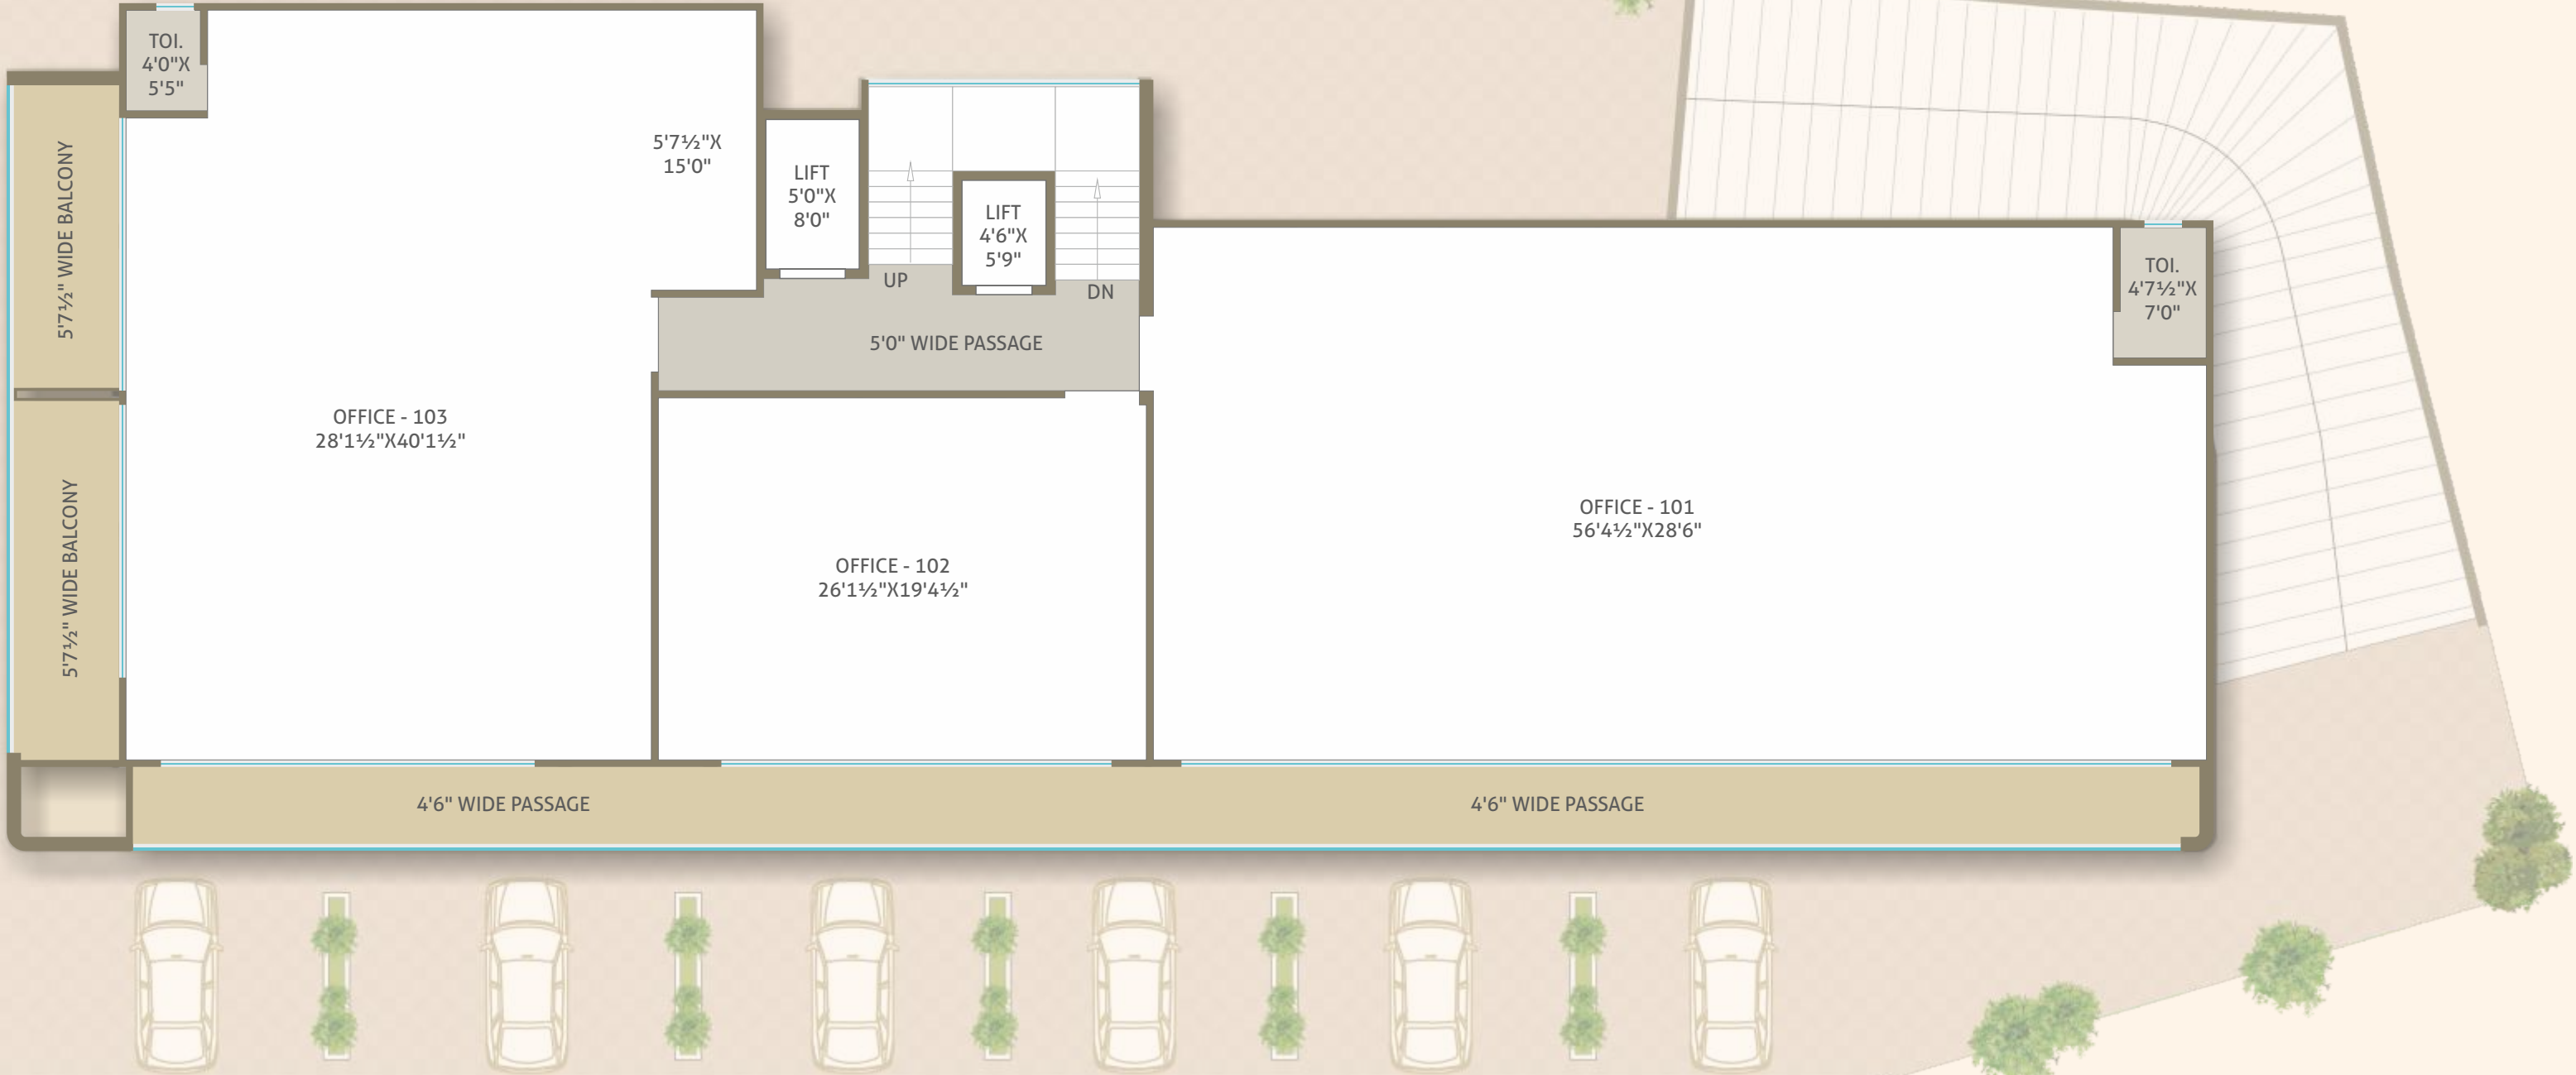 TOI.
4'0"X
5'5"
5'7½" WIDE BALCONY
5'7½" WIDE BALCONY
5'7½"X
15'0"
LIFT
5'0"X
8'0"
LIFT
4'6"X
5'9"
UP
DN
5'0" WIDE PASSAGE
TOI.
4'7½"X
7'0"
OFFICE - 103
28'1½"X40'1½"
OFFICE - 102
26'1½"X19'4½"
OFFICE - 101
56'4½"X28'6"
4'6" WIDE PASSAGE
4'6" WIDE PASSAGE